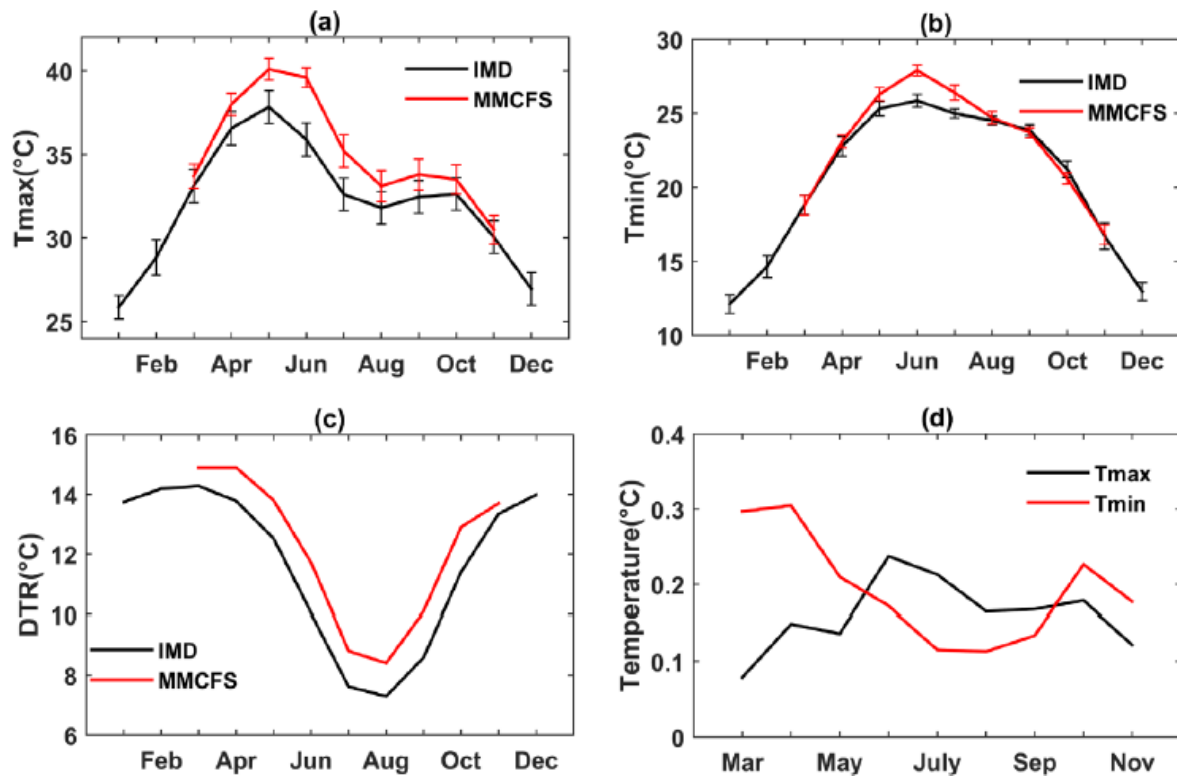 (a)
40
35
30
25
Tmax(°C)
IMD
MMCFS
Feb Apr Jun Aug Oct Dec
(b)
30
25
20
15
10
Tmin(°C)
IMD
MMCFS
Feb Apr Jun Aug Oct Dec
(c)
16
14
12
10
8
6
DTR(°C)
IMD
MMCFS
Feb Apr Jun Aug Oct Dec
(d)
0.4
0.3
0.2
0.1
0
Temperature(°C)
Tmax
Tmin
Mar May July Sep Nov